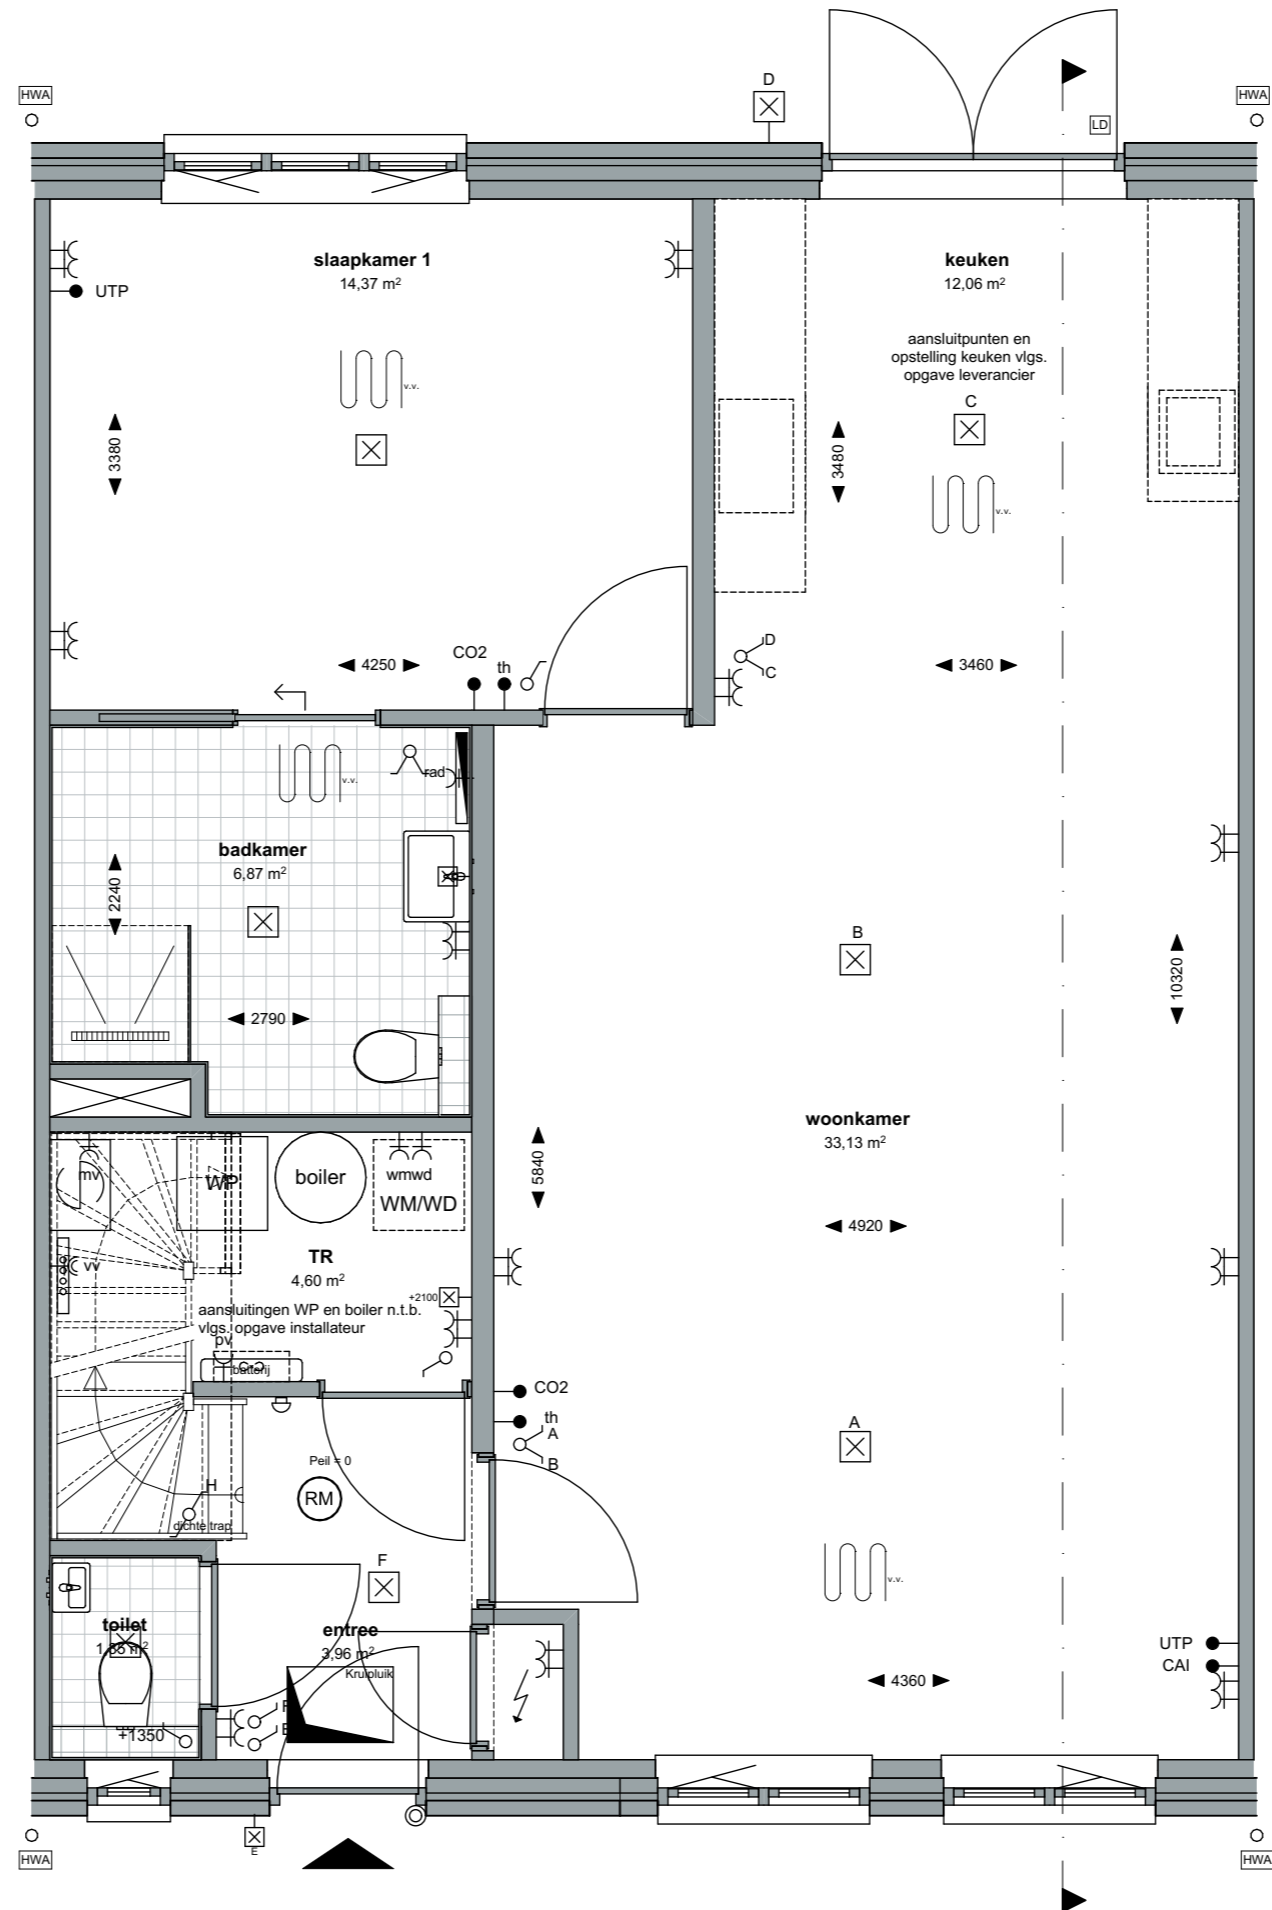 HWA
D
HWA
LD
slaapkamer 1
14,37 m²
keuken
12,06 m²
UTP
aansluitpunten en
opstelling keuken vlgs.
opgave leverancier
v.v.
C
3380
3480
v.v.
D
C
CO2
th
4250
3460
rad
v.v.
badkamer
6,87 m²
2240
B
10320
2790
woonkamer
33,13 m²
5840
mv
WP
boiler
wmwd
WM/WD
4920
TR
4,60 m²
vv
+2100
aansluitingen WP en boiler n.t.b.
vlgs. opgave installateur
pv
batterij
CO2
th
A
B
A
Peil = 0
H
RM
dichte trap
F
v.v.
toilet
entree
3,96 m²
Kruipluik
UTP
CAI
4360
+1350
E
HWA
HWA